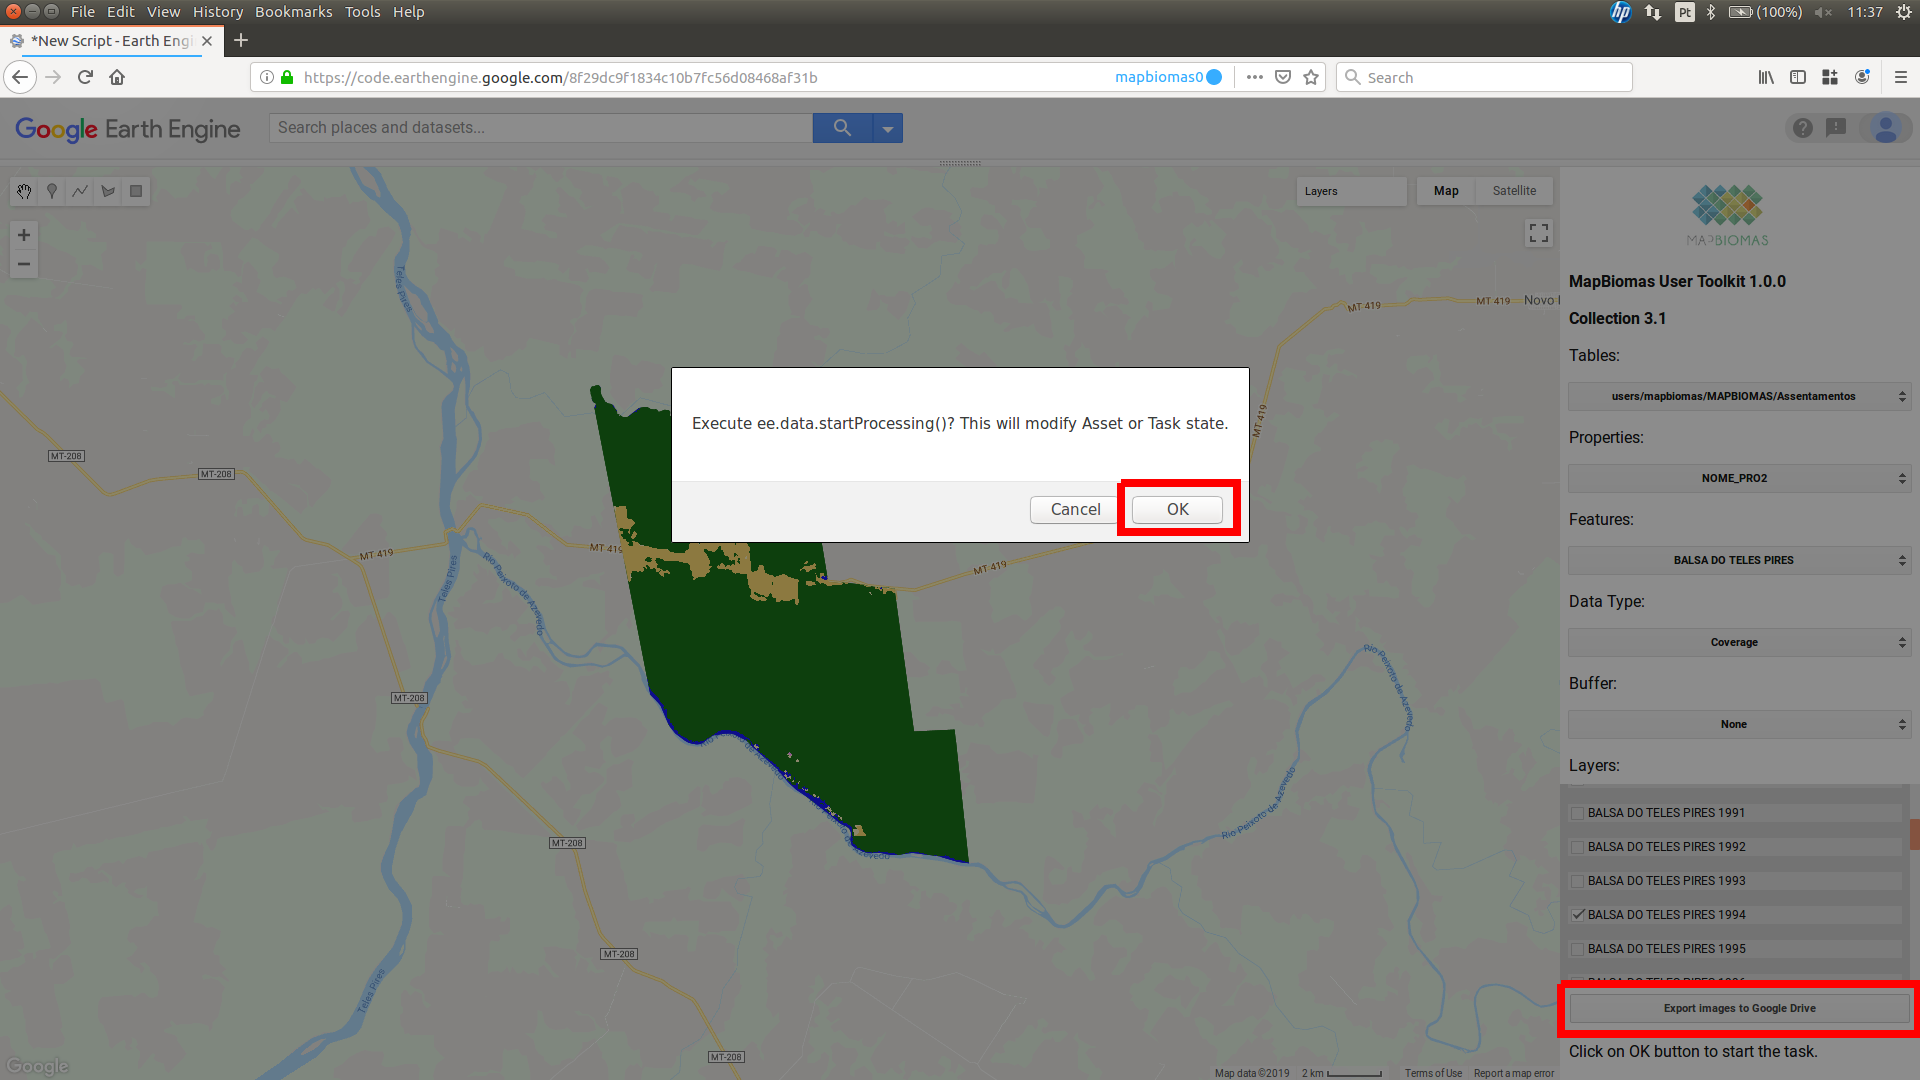 File Edit View History Bookmarks Tools Help
hp Pt (100%) 11:37
*New Script - Earth Engi
https://code.earthengine.google.com/8f29dc9f1834c10b7fc56d08468af31b
mapbiomas0
Search
Google Earth Engine
Search places and datasets...
Layers
Map Satellite
MAPBIOMAS
MapBiomas User Toolkit 1.0.0
Collection 3.1
Tables:
users/mapbiomas/MAPBIOMAS/Assentamentos
Properties:
NOME_PRO2
Features:
BALSA DO TELES PIRES
Data Type:
Coverage
Buffer:
None
Layers:
BALSA DO TELES PIRES 1991
BALSA DO TELES PIRES 1992
BALSA DO TELES PIRES 1993
BALSA DO TELES PIRES 1994
BALSA DO TELES PIRES 1995
Export images to Google Drive
Click on OK button to start the task.
Execute ee.data.startProcessing()? This will modify Asset or Task state.
Cancel OK
Teles Pires
MT 419
MT 419
Novo
MT 419
MT-208
MT-208
MT 419
MT 419
MT 419
Teles Pires
Rio Peixoto de Azevedo
Rio Peixoto de Azevedo
MT-208
Rio Peixoto de Azevedo
MT-208
MT-208
Teles Pires
MT-208
Google
Map data ©2019 2 km Terms of Use Report a map error